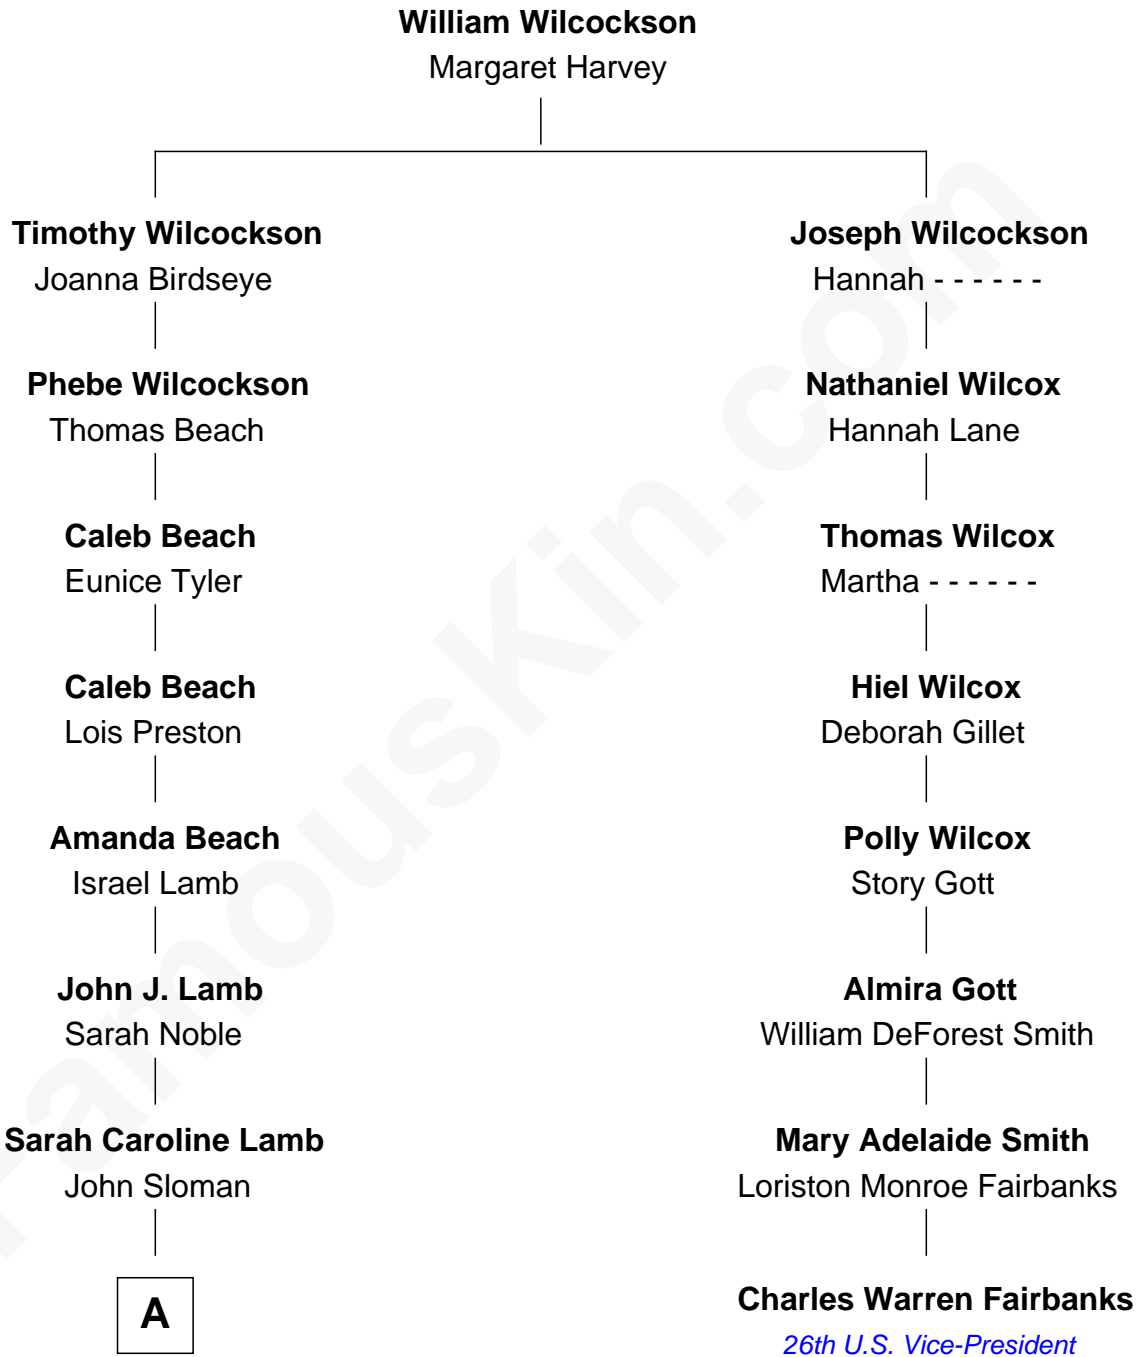 William Wilcockson
Margaret Harvey
Timothy Wilcockson
Joanna Birdseye
Phebe Wilcockson
Thomas Beach
Caleb Beach
Eunice Tyler
Caleb Beach
Lois Preston
Amanda Beach
Israel Lamb
John J. Lamb
Sarah Noble
Sarah Caroline Lamb
John Sloman
A
Joseph Wilcockson
Hannah - - - - - -
Nathaniel Wilcox
Hannah Lane
Thomas Wilcox
Martha - - - - - -
Hiel Wilcox
Deborah Gillet
Polly Wilcox
Story Gott
Almira Gott
William DeForest Smith
Mary Adelaide Smith
Loriston Monroe Fairbanks
Charles Warren Fairbanks
26th U.S. Vice-President
FamousKin.com